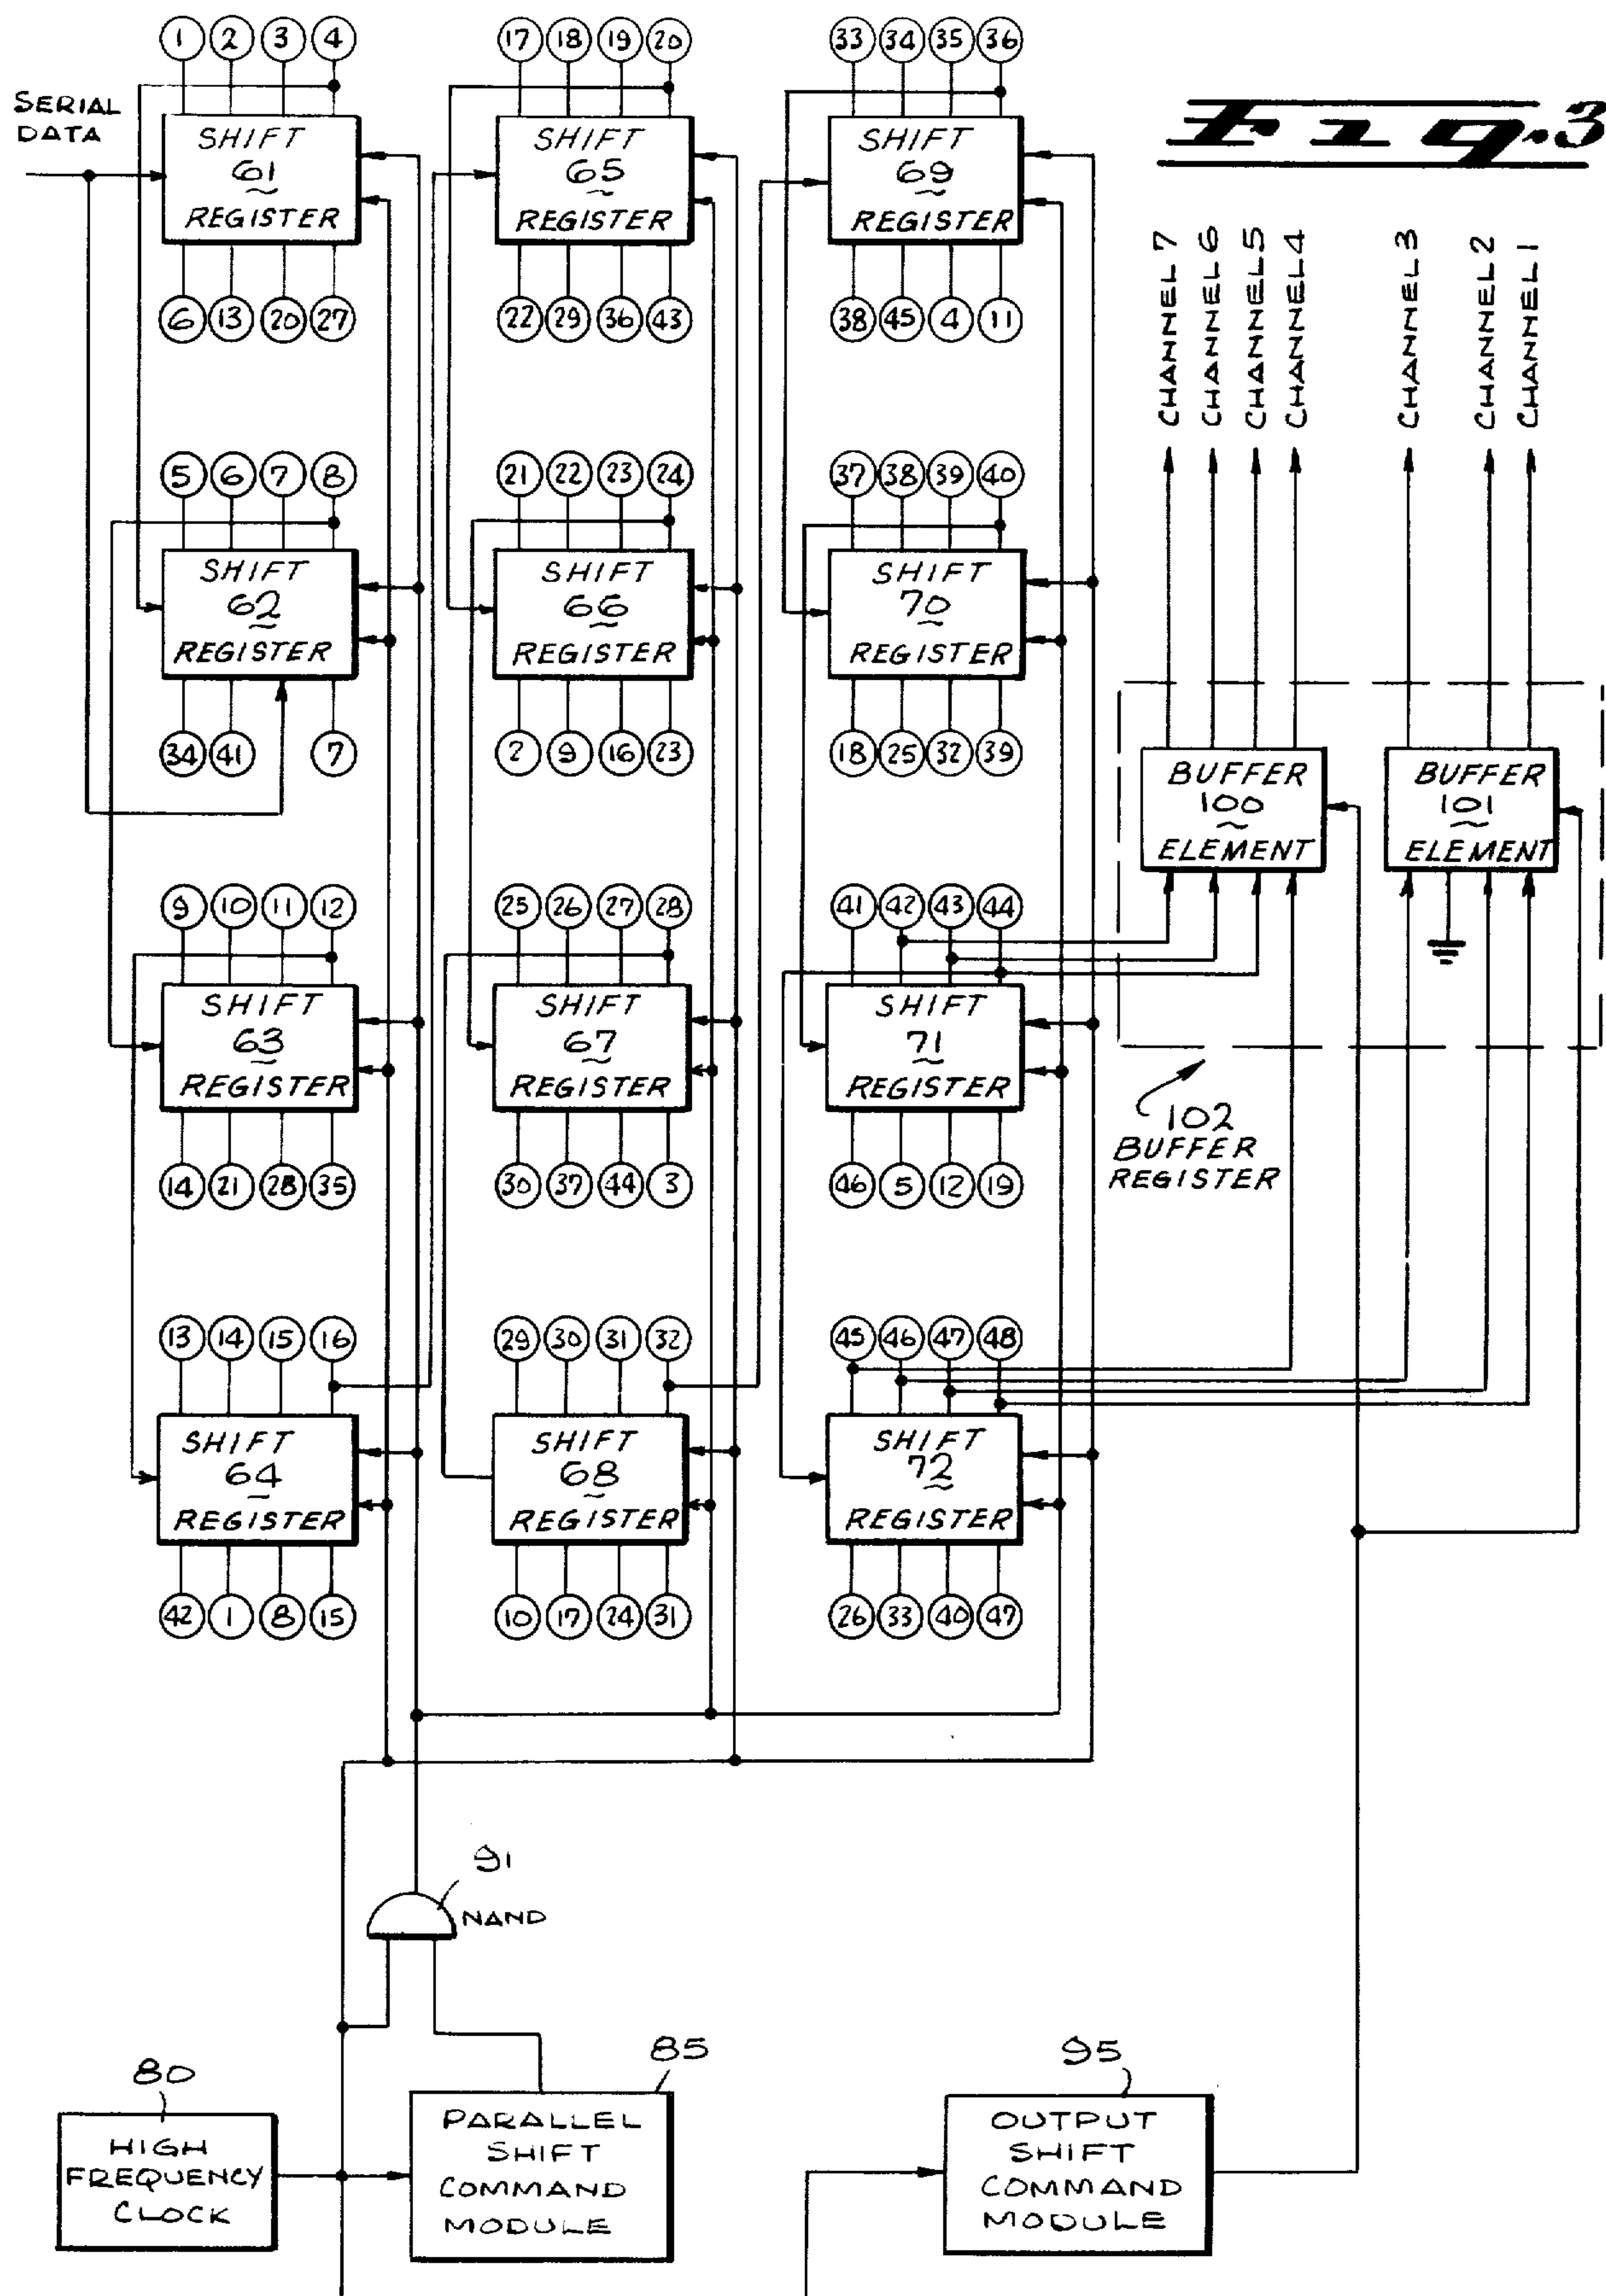 1 2 3 4
17 18 19 20
33 34 35 36
SERIAL
DATA
Fig. 3
SHIFT
61
REGISTER
SHIFT
65
REGISTER
SHIFT
69
REGISTER
6 13 20 27
22 29 36 43
38 45 4 11
CHANNEL 7
CHANNEL 6
CHANNEL 5
CHANNEL 4
CHANNEL 3
CHANNEL 2
CHANNEL 1
5 6 7 8
21 22 23 24
37 38 39 40
SHIFT
62
REGISTER
SHIFT
66
REGISTER
SHIFT
70
REGISTER
34 41 7
2 9 16 23
18 25 32 39
BUFFER
100
ELEMENT
BUFFER
101
ELEMENT
9 10 11 12
25 26 27 28
41 42 43 44
SHIFT
63
REGISTER
SHIFT
67
REGISTER
SHIFT
71
REGISTER
102
BUFFER
REGISTER
14 21 28 35
30 37 44 3
46 5 12 19
13 14 15 16
29 30 31 32
45 46 47 48
SHIFT
64
REGISTER
SHIFT
68
REGISTER
SHIFT
72
REGISTER
42 1 8 15
10 17 24 31
26 33 40 47
91
NAND
80
HIGH
FREQUENCY
CLOCK
85
PARALLEL
SHIFT
COMMAND
MODULE
95
OUTPUT
SHIFT
COMMAND
MODULE